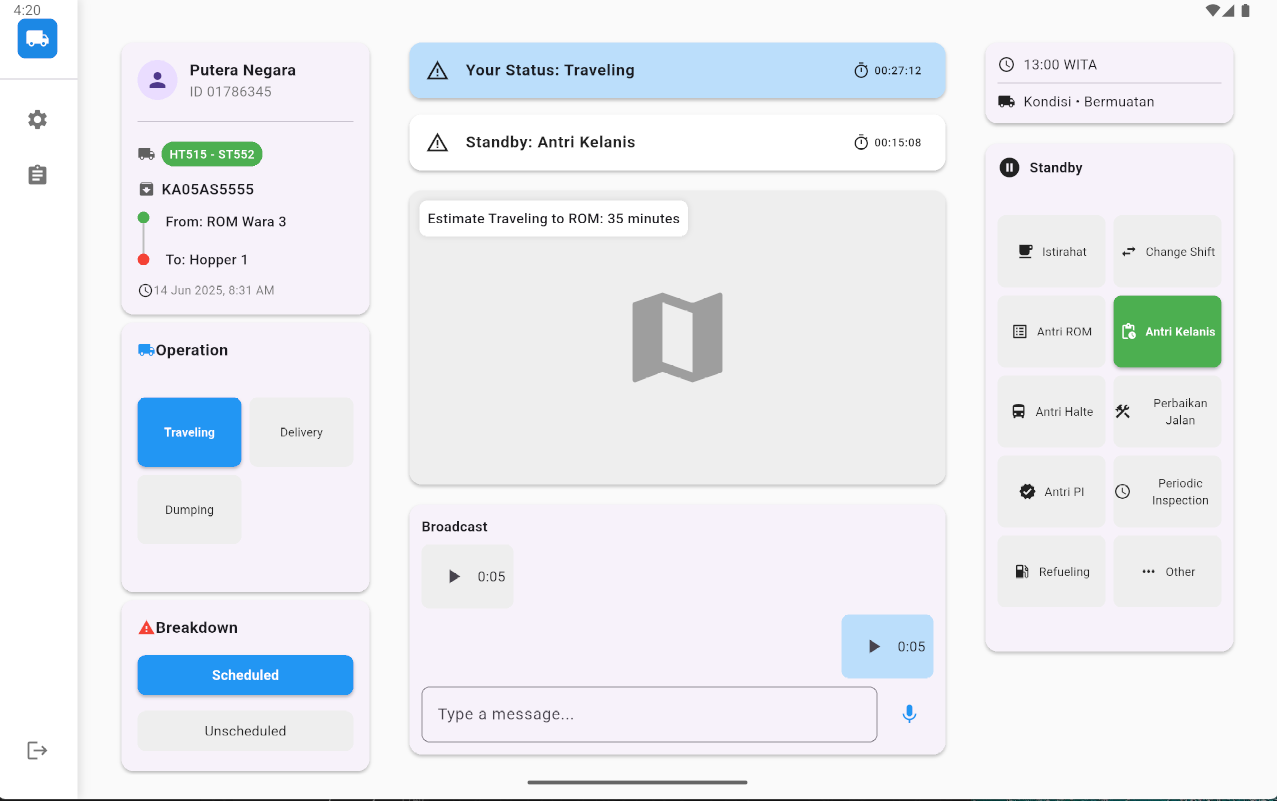 4:20
Putera Negara
ID 01786345
HT515 - ST552
KA05AS5555
From: ROM Wara 3
To: Hopper 1
14 Jun 2025, 8:31 AM
Operation
Traveling
Delivery
Dumping
Breakdown
Scheduled
Unscheduled
Your Status: Traveling
00:27:12
Standby: Antri Kelanis
00:15:08
Estimate Traveling to ROM: 35 minutes
Broadcast
0:05
0:05
Type a message...
13:00 WITA
Kondisi • Bermuatan
Standby
Istirahat
Change Shift
Antri ROM
Antri Kelanis
Antri Halte
Perbaikan
Jalan
Antri PI
Periodic
Inspection
Refueling
Other